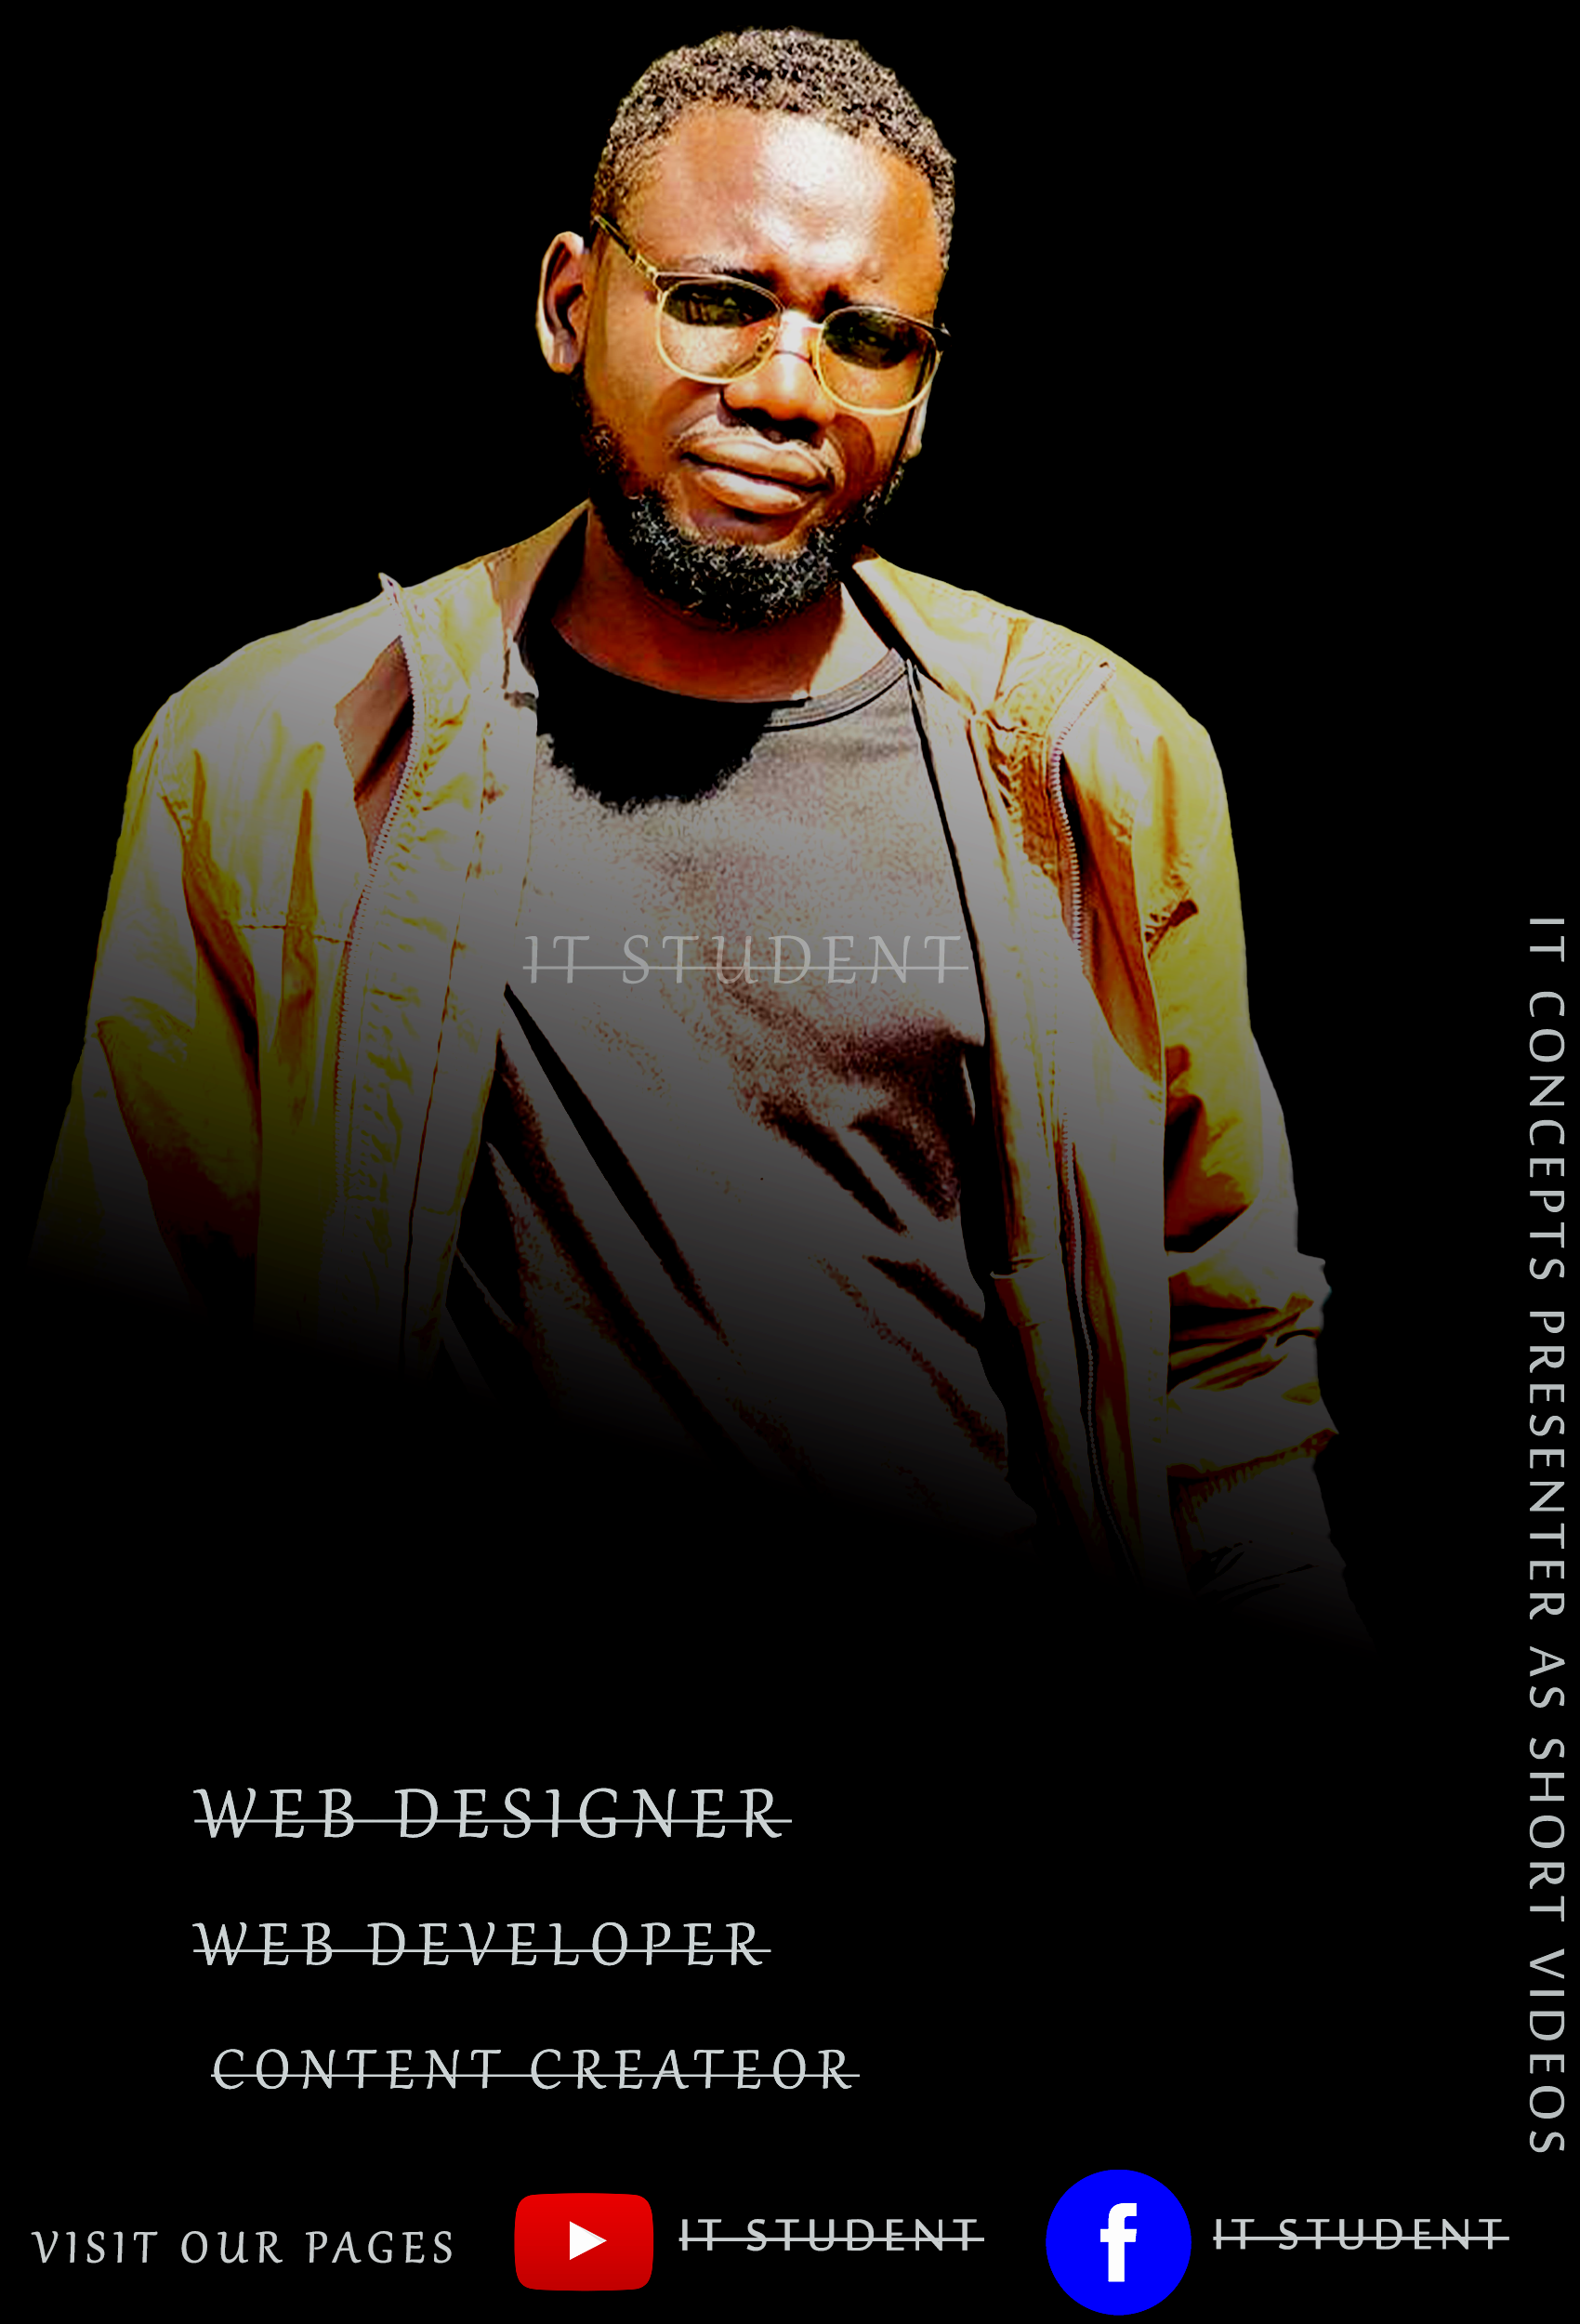 IT STUDENT
IT CONCEPTS PRESENTER AS SHORT VIDEOS
WEB DESIGNER
WEB DEVELOPER
CONTENT CREATEOR
VISIT OUR PAGES
IT STUDENT
IT STUDENT